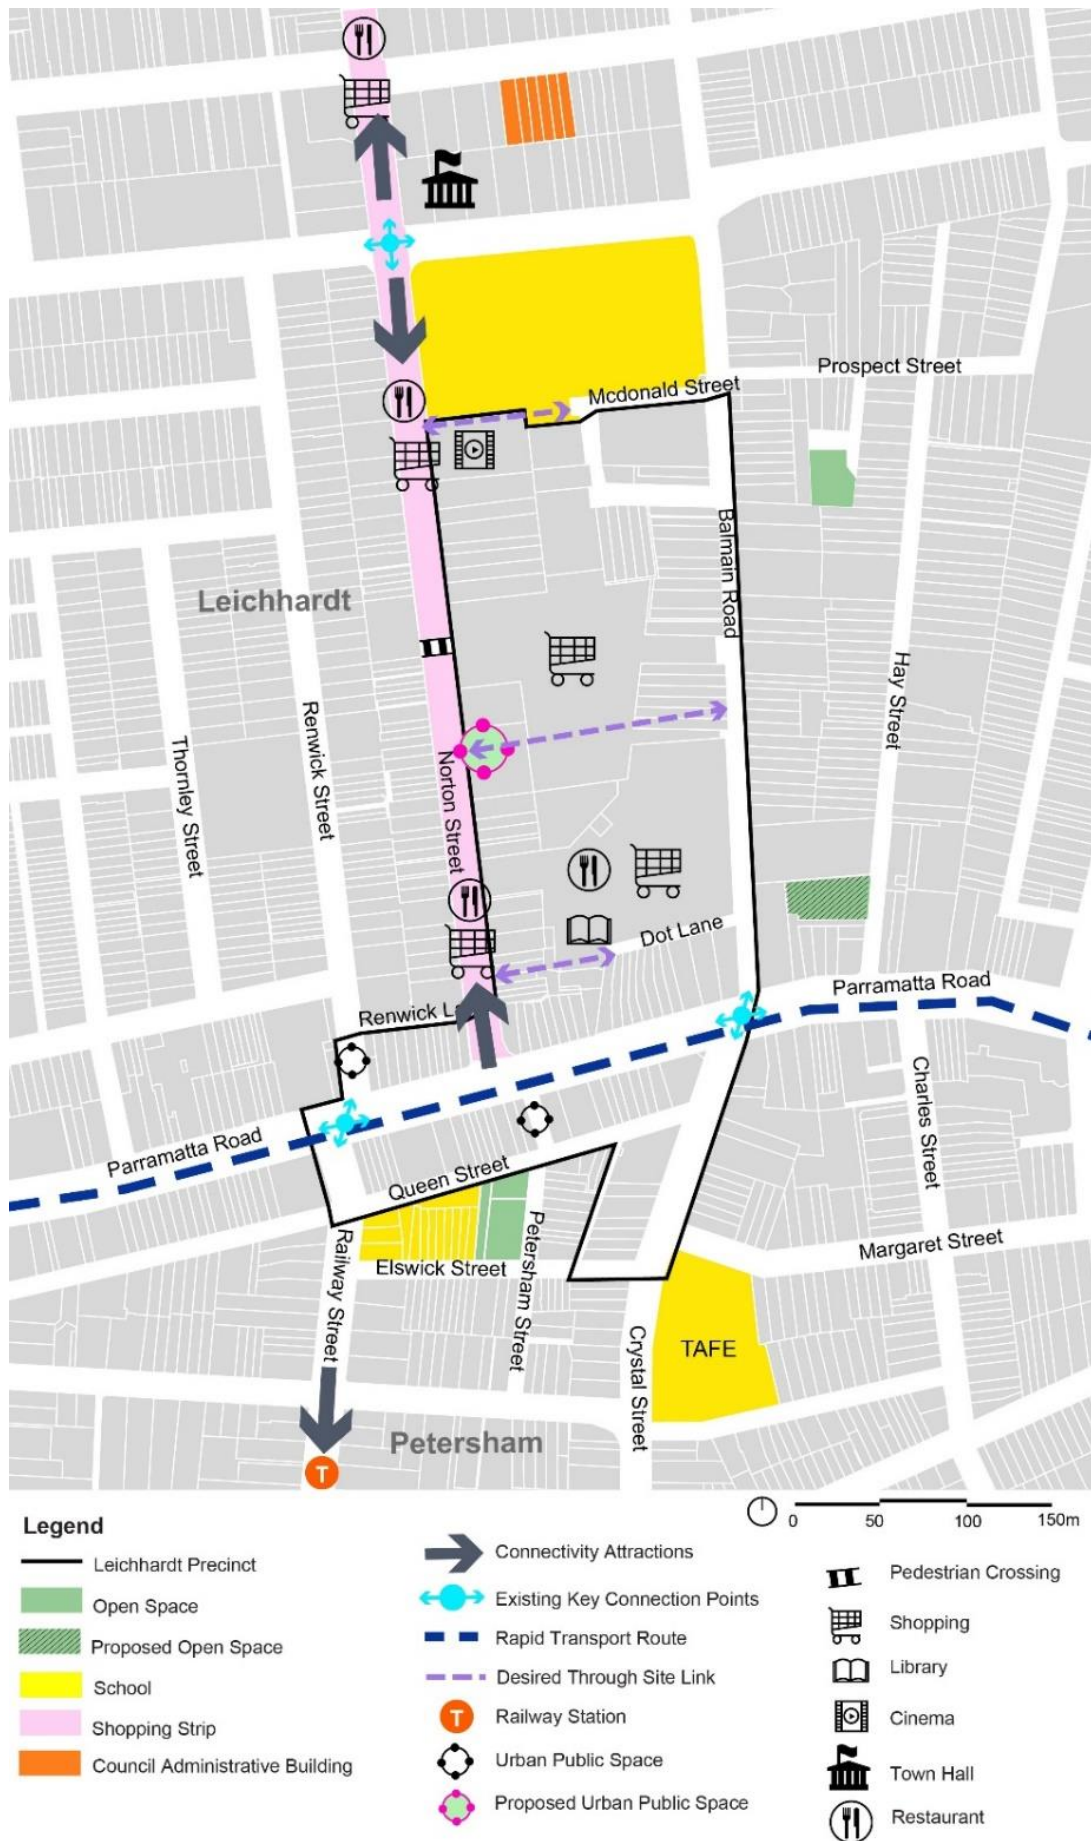 Prospect Street
Mcdonald Street
Balmain Road
Leichhardt
Hay Street
Renwick Street
Thornley Street
Norton Street
Dot Lane
Parramatta Road
Renwick La
Charles Street
Parramatta Road
Queen Street
Petersham Street
Margaret Street
Railway Street
Elswick Street
Crystal Street
TAFE
Petersham
T
Legend
0 50 100 150m
Leichhardt Precinct
Open Space
Proposed Open Space
School
Shopping Strip
Council Administrative Building
Connectivity Attractions
Existing Key Connection Points
Rapid Transport Route
Desired Through Site Link
T Railway Station
Urban Public Space
Proposed Urban Public Space
Pedestrian Crossing
Shopping
Library
Cinema
Town Hall
Restaurant